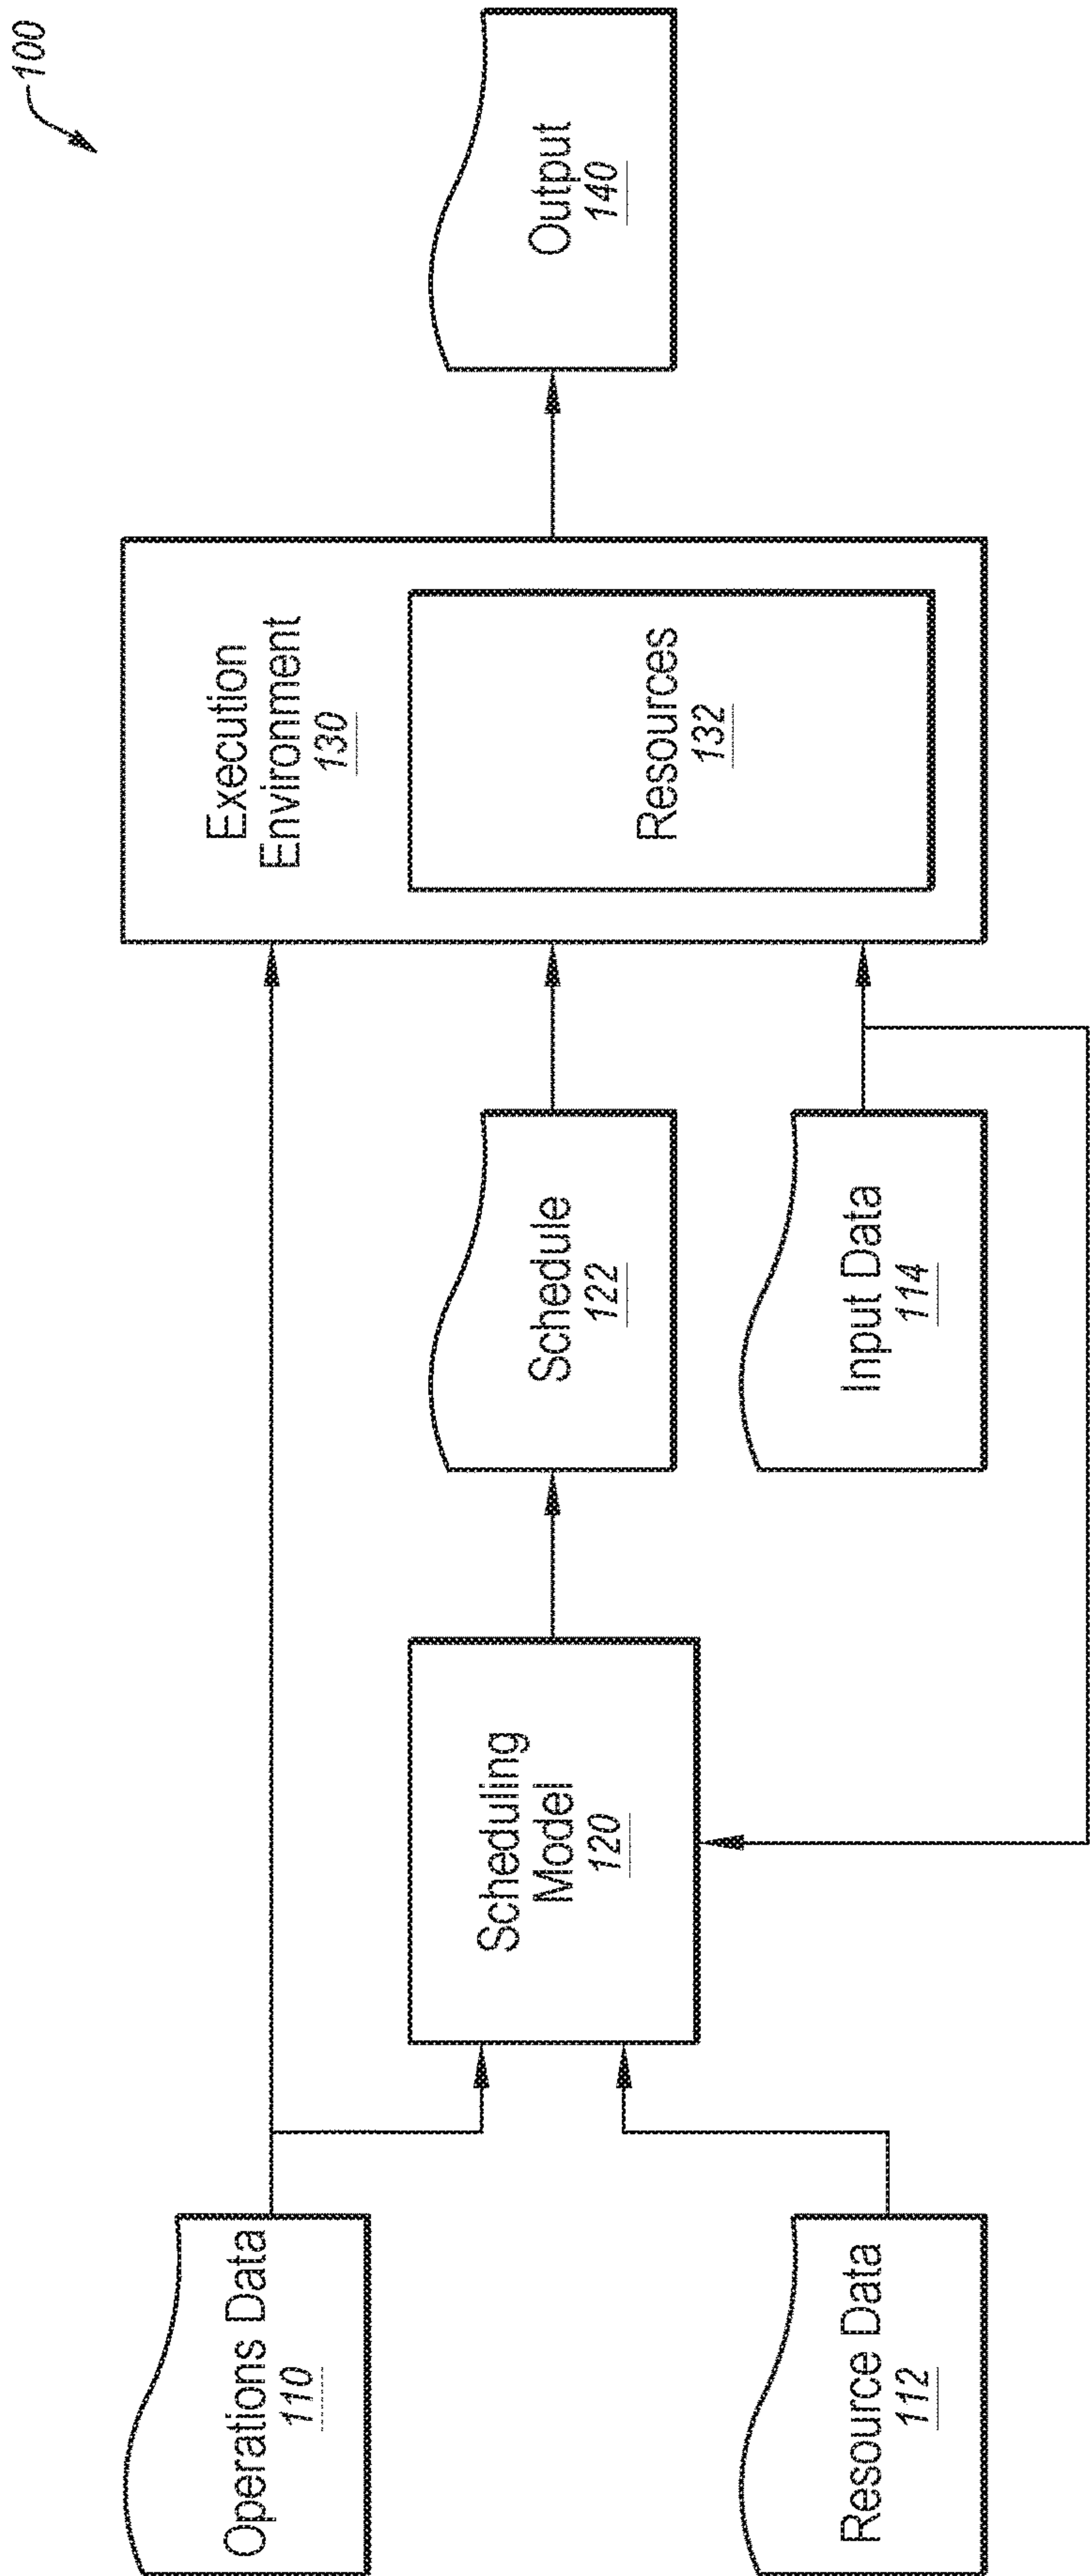 100
Operations Data
110
Resource Data
112
Scheduling
Model
120
Schedule
122
Input Data
114
Execution
Environment
130
Resources
132
Output
140